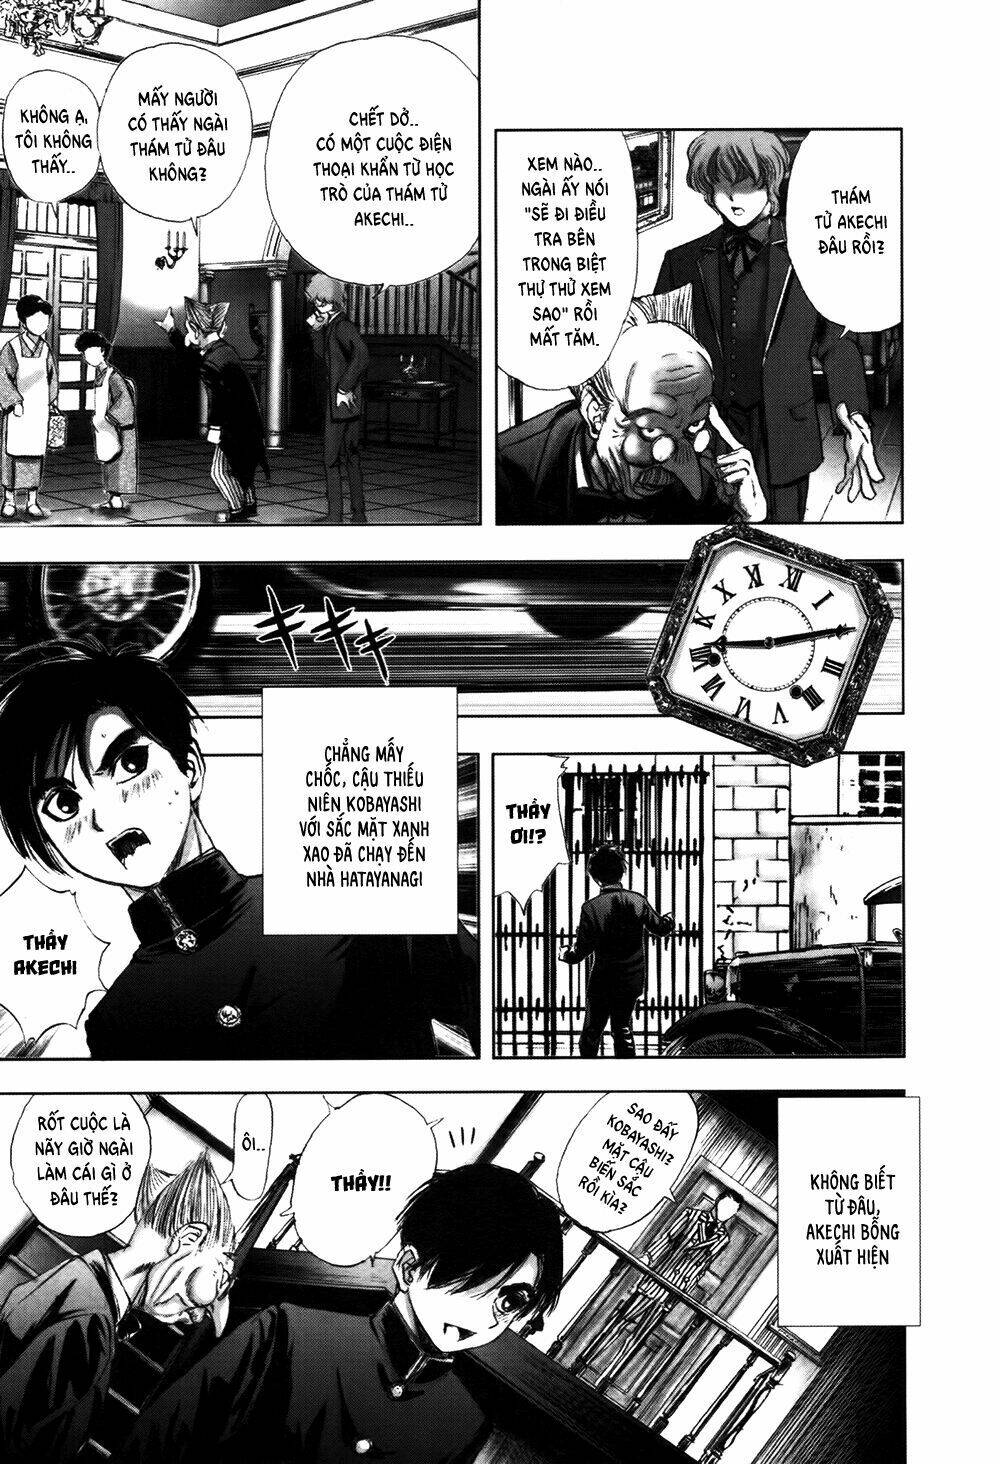 THÁM
TỬ AKECHI
ĐÂU RỒI?
XEM NÀO..
NGÀI ẤY NÓI
"SẼ ĐI ĐIỀU
TRA BÊN
TRONG BIỆT
THỰ THỬ XEM
SAO" RỒI
MẤT TĂM.
CHẾT DỞ..
CÓ MỘT CUỘC ĐIỆN
THOẠI KHẨN TỪ HỌC
TRÒ CỦA THÁM TỬ
AKECHI..
MẤY NGƯỜI
CÓ THẤY NGÀI
THÁM TỬ ĐÂU
KHÔNG?
KHÔNG Ạ,
TÔI KHÔNG
THẤY..
キキキ
THẦY
ƠI!?
CHẲNG MẤY
CHỐC, CẬU THIẾU
NIÊN KOBAYASHI
VỚI SẮC MẶT XANH
XAO ĐÃ CHẠY ĐẾN
NHÀ HATAYANAGI
THẦY
AKECHI
KHÔNG BIẾT
TỪ ĐÂU,
AKECHI BỖNG
XUẤT HIỆN
SAO ĐẤY
KOBAYASHI?
MẶT CẬU
BIẾN SẮC
RỒI KÌA?
THẦY!!
ÔI..
RỐT CUỘC LÀ
NÃY GIỜ NGÀI
LÀM CÁI GÌ Ở
ĐÂU THẾ?